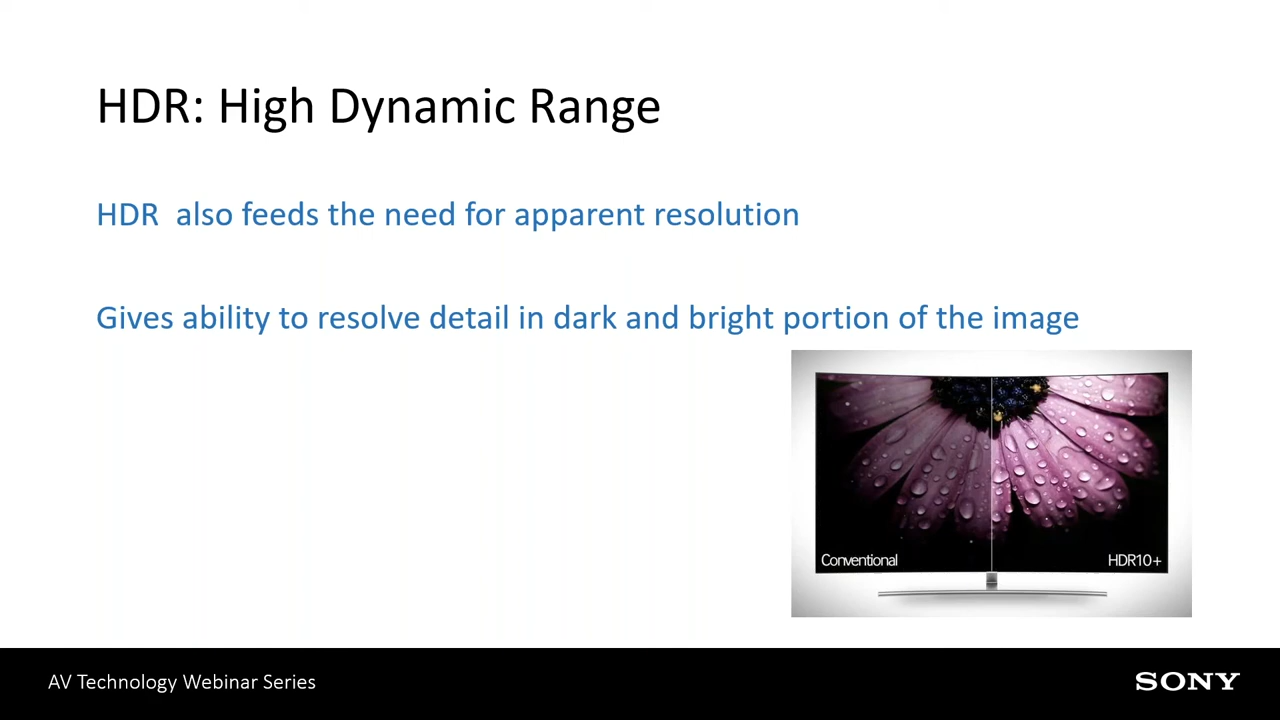 HDR: High Dynamic Range
HDR  also feeds the need for apparent resolution
Gives ability to resolve detail in dark and bright portion of the image
Conventional
HDR10+
AV Technology Webinar Series
SONY